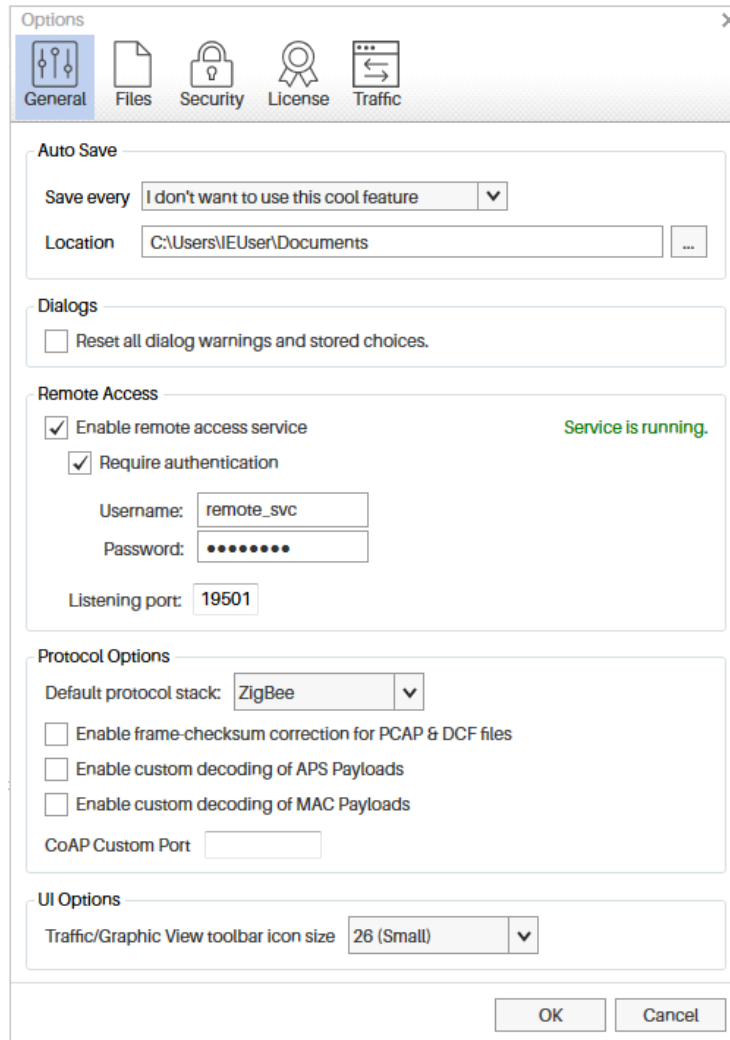 Options
General Files Security License Traffic
Auto Save
Save every I don't want to use this cool feature
Location C:\Users\IEUser\Documents ...
Dialogs
Reset all dialog warnings and stored choices.
Remote Access
Enable remote access service Service is running.
Require authentication
Username: remote_svc
Password: ●●●●●●●●
Listening port: 19501
Protocol Options
Default protocol stack: ZigBee
Enable frame-checksum correction for PCAP & DCF files
Enable custom decoding of APS Payloads
Enable custom decoding of MAC Payloads
CoAP Custom Port
UI Options
Traffic/Graphic View toolbar icon size 26 (Small)
OK Cancel